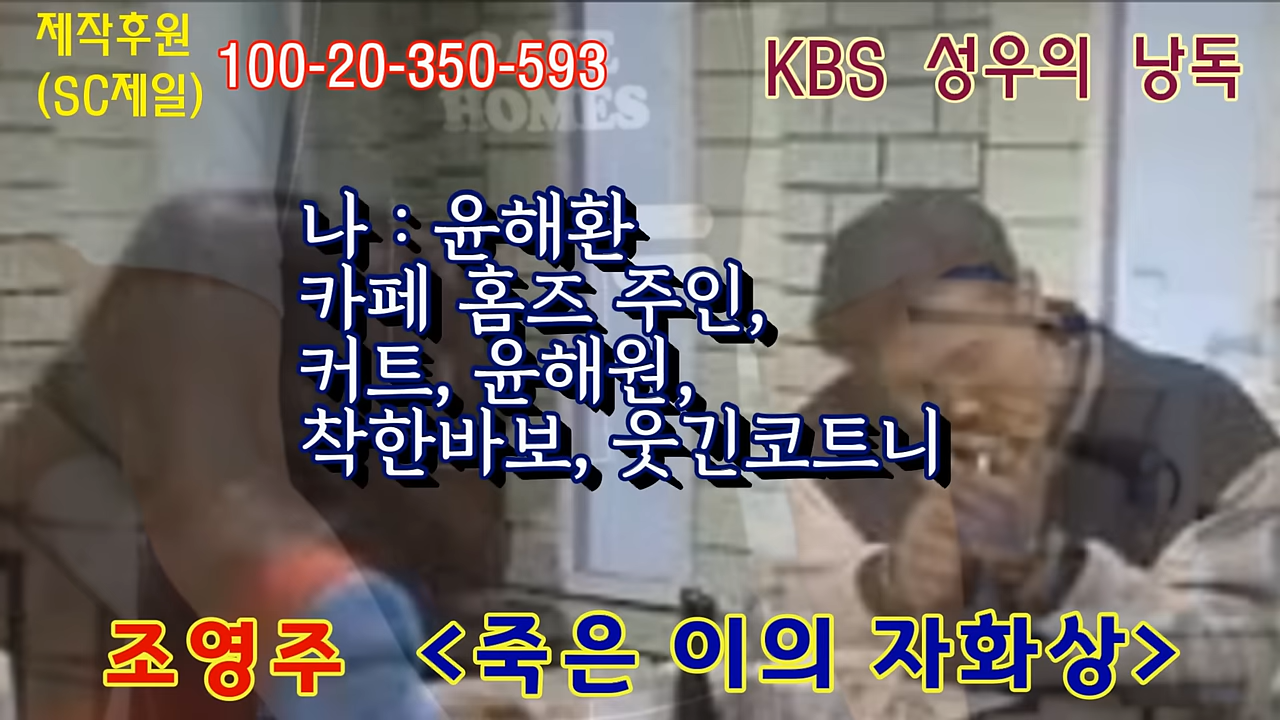 제작후원
(SC제일)
100-20-350-593
KBS 성우의 낭독
CAFE
HOMES
나 : 윤해환
카페 홈즈 주인,
커트, 윤해원,
착한바보, 웃긴코트니
조영주 <죽은 이의 자화상>